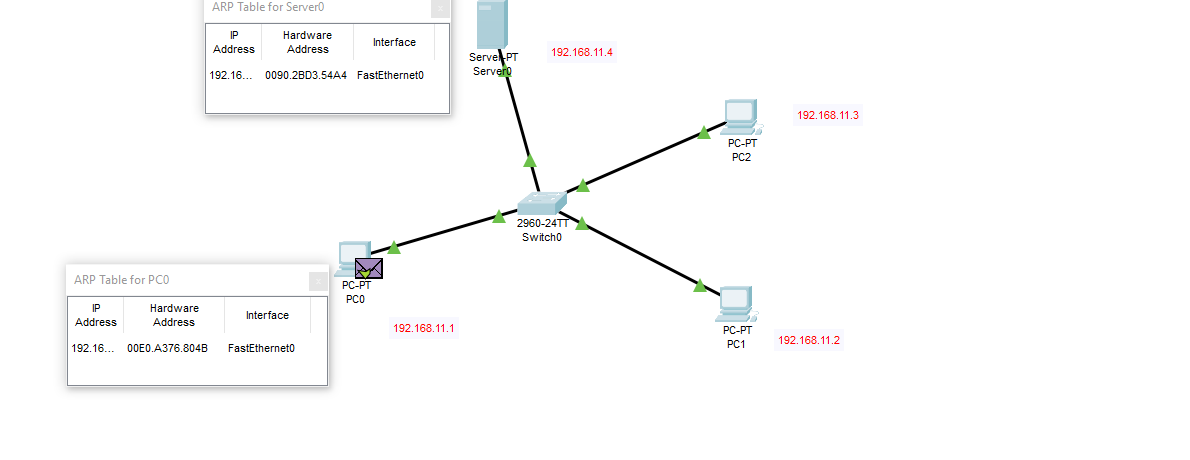 ARP Table for Server0
IP Address
Hardware Address
Interface
192.16...
0090.2BD3.54A4
FastEthernet0
Server-PT
Server0
192.168.11.4
192.168.11.3
PC-PT
PC2
2960-24TT
Switch0
PC-PT
PC0
ARP Table for PC0
x
IP Address
Hardware Address
Interface
192.16...
00E0.A376.804B
FastEthernet0
192.168.11.1
PC-PT
PC1
192.168.11.2